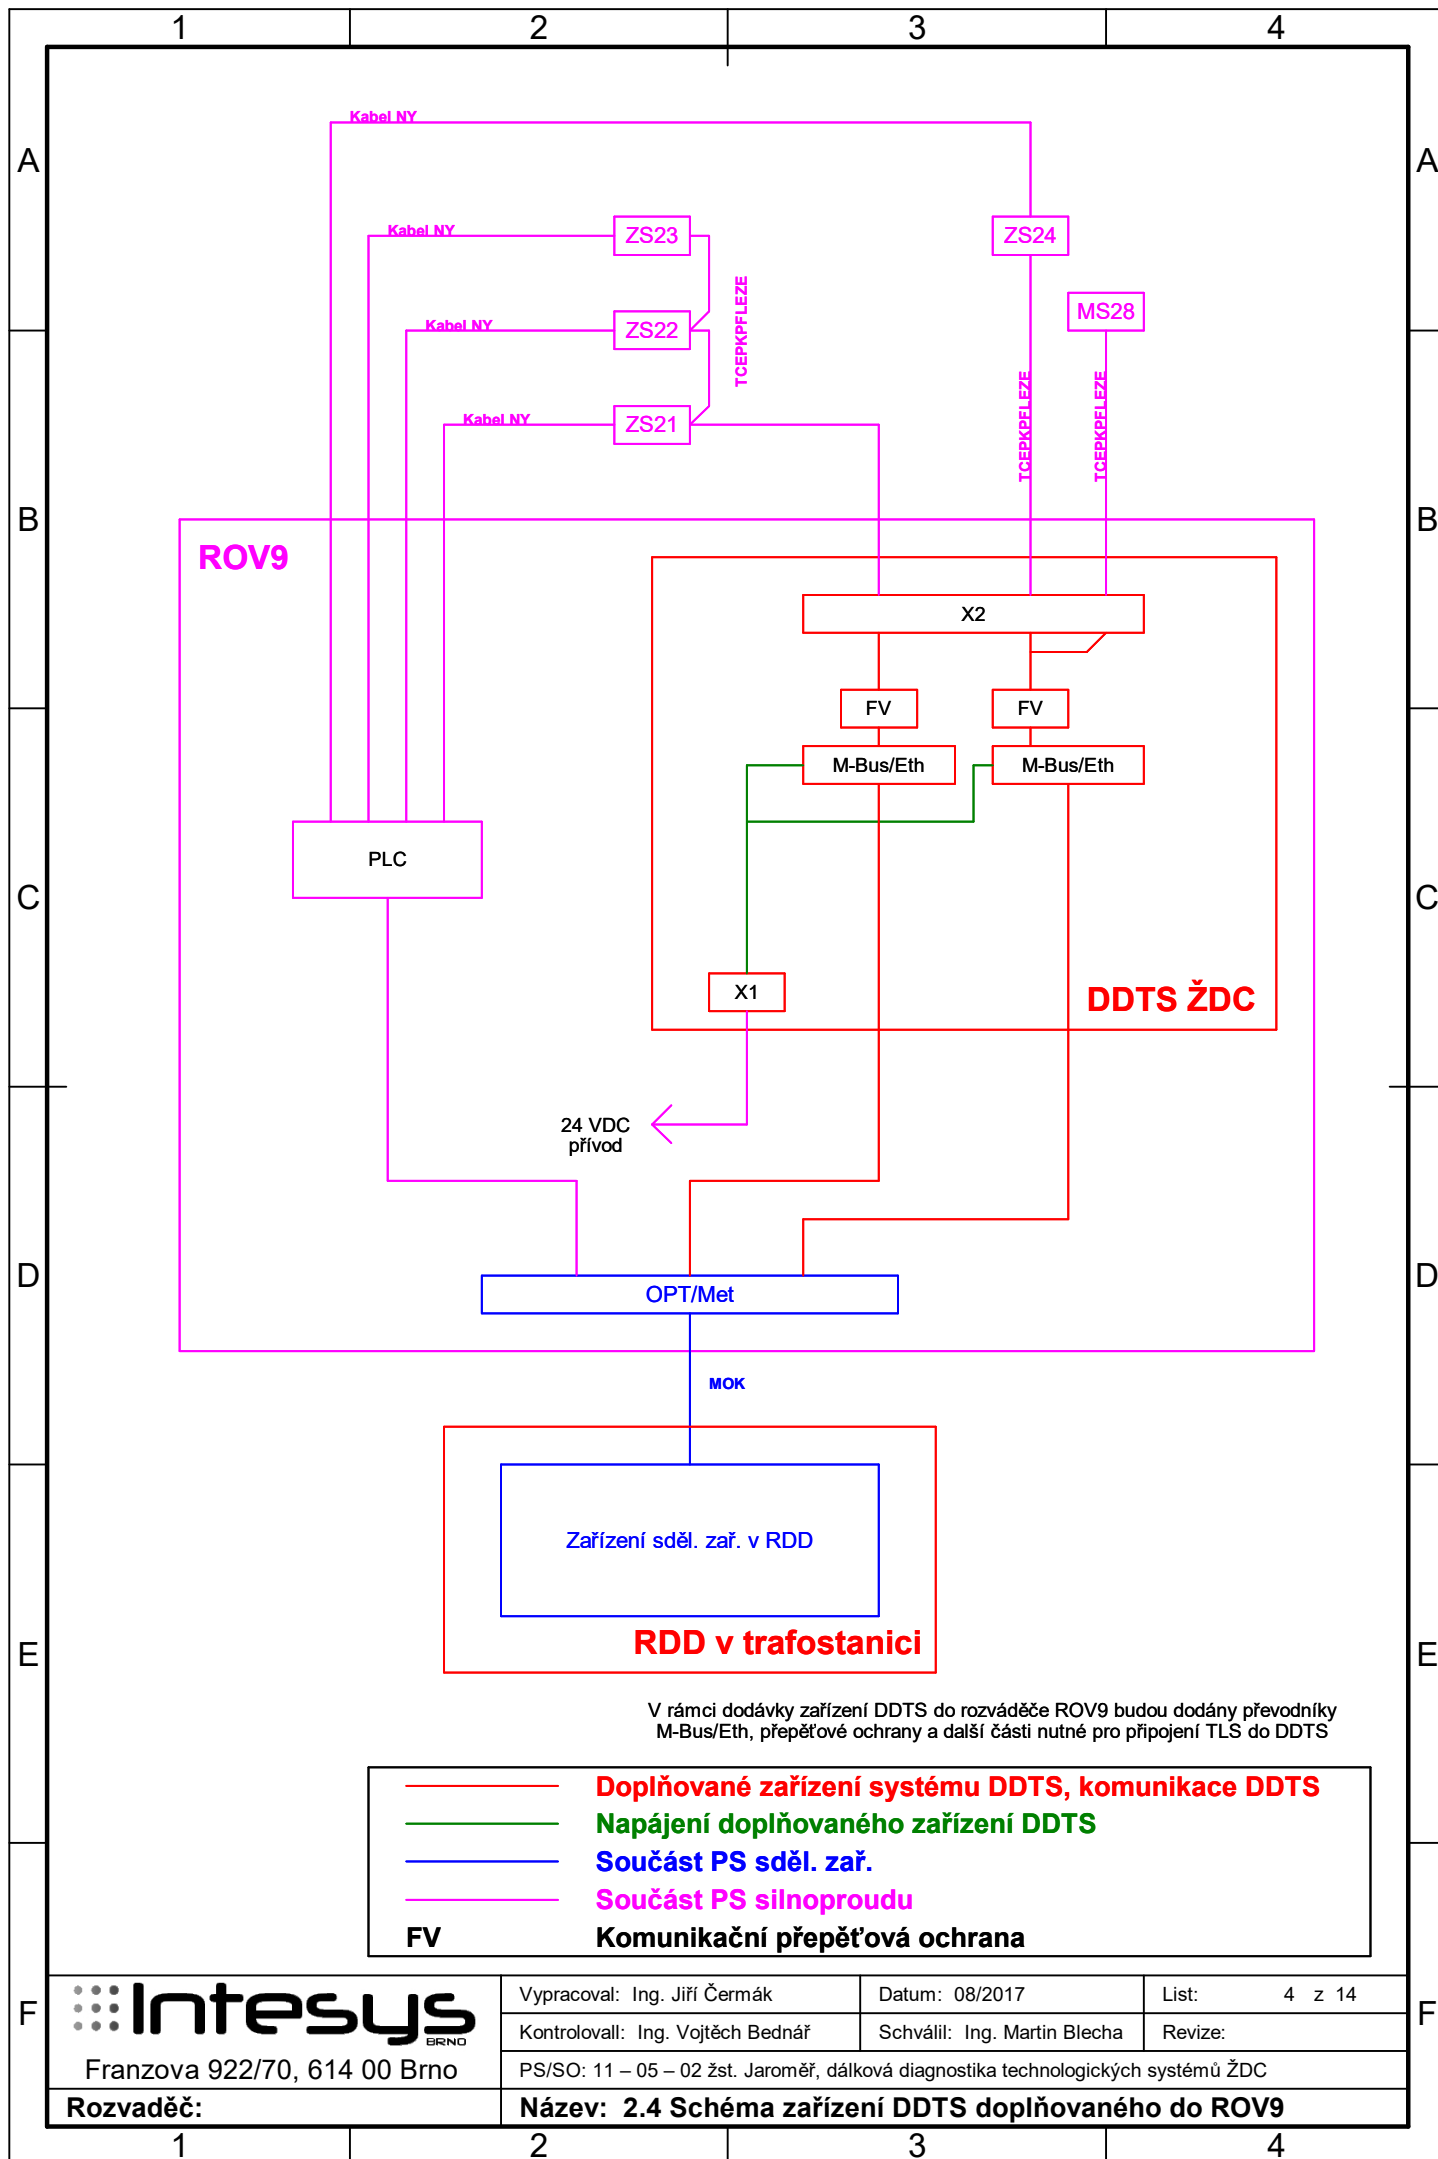 1 2 3 4
A A
Kabel NY
Kabel NY
ZS23
ZS24
Kabel NY
ZS22
MS28
TCEPKPFLEZE
Kabel NY
ZS21
TCEPKPFLEZE
TCEPKPFLEZE
B B
ROV9
X2
FV FV
M-Bus/Eth M-Bus/Eth
PLC
C C
X1
DDTS ŽDC
24 VDC
přívod
D D
OPT/Met
MOK
Zařízení sděl. zař. v RDD
RDD v trafostanici
E E
V rámci dodávky zařízení DDTS do rozváděče ROV9 budou dodány převodníky
M-Bus/Eth, přepěťové ochrany a další části nutné pro připojení TLS do DDTS
Doplňované zařízení systému DDTS, komunikace DDTS
Napájení doplňovaného zařízení DDTS
Součást PS sděl. zař.
Součást PS silnoproudu
FV Komunikační přepěťová ochrana
F F
Intesys
BRNO
Franzova 922/70, 614 00 Brno
Vypracoval: Ing. Jiří Čermák Datum: 08/2017 List: 4 z 14
Kontrolovall: Ing. Vojtěch Bednář Schválil: Ing. Martin Blecha Revize:
PS/SO: 11 – 05 – 02 žst. Jaroměř, dálková diagnostika technologických systémů ŽDC
Rozvaděč: Název: 2.4 Schéma zařízení DDTS doplňovaného do ROV9
1 2 3 4